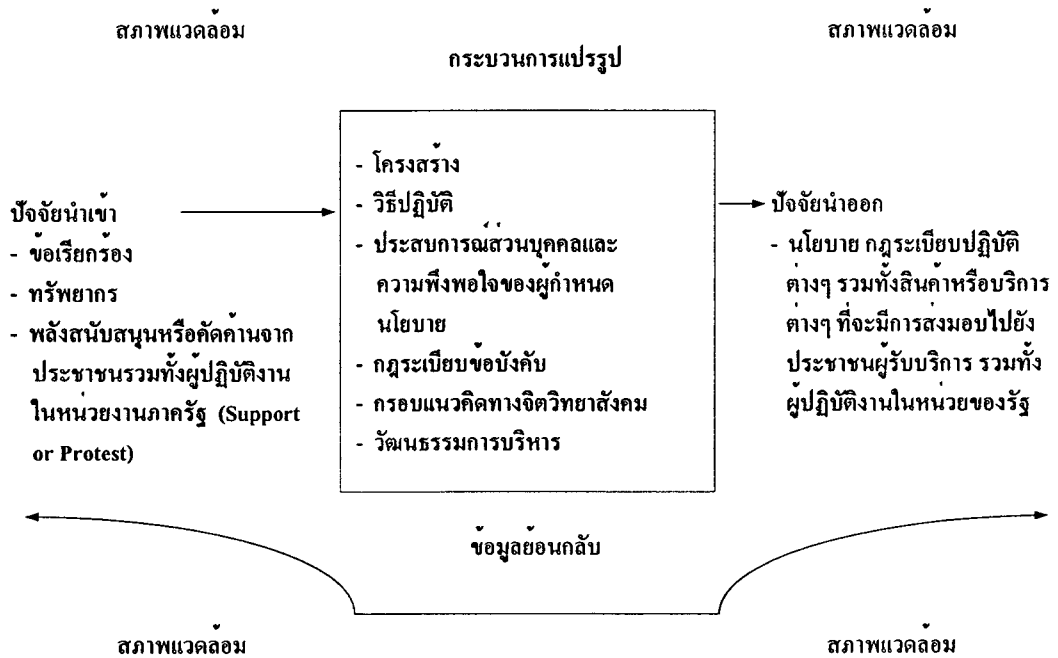 สภาพแวดล้อม
สภาพแวดล้อม
กระบวนการแปรรูป
ปัจจัยนำเข้า
- ข้อเรียกร้อง
- ทรัพยากร
- พลังสนับสนุนหรือคัดค้านจาก
ประชาชนรวมทั้งผู้ปฏิบัติงาน
ในหน่วยงานภาครัฐ (Support
or Protest)
- โครงสร้าง
- วิธีปฏิบัติ
- ประสบการณ์ส่วนบุคคลและ
ความพึงพอใจของผู้กำหนด
นโยบาย
- กฎระเบียบข้อบังคับ
- กรอบแนวคิดทางจิตวิทยาสังคม
- วัฒนธรรมการบริหาร
ปัจจัยนำออก
- นโยบาย กฎระเบียบปฏิบัติ
ต่างๆ รวมทั้งสินค้าหรือบริการ
ต่างๆ ที่จะมีการส่งมอบไปยัง
ประชาชนผู้รับบริการ รวมทั้ง
ผู้ปฏิบัติงานในหน่วยของรัฐ
ข้อมูลย้อนกลับ
สภาพแวดล้อม
สภาพแวดล้อม